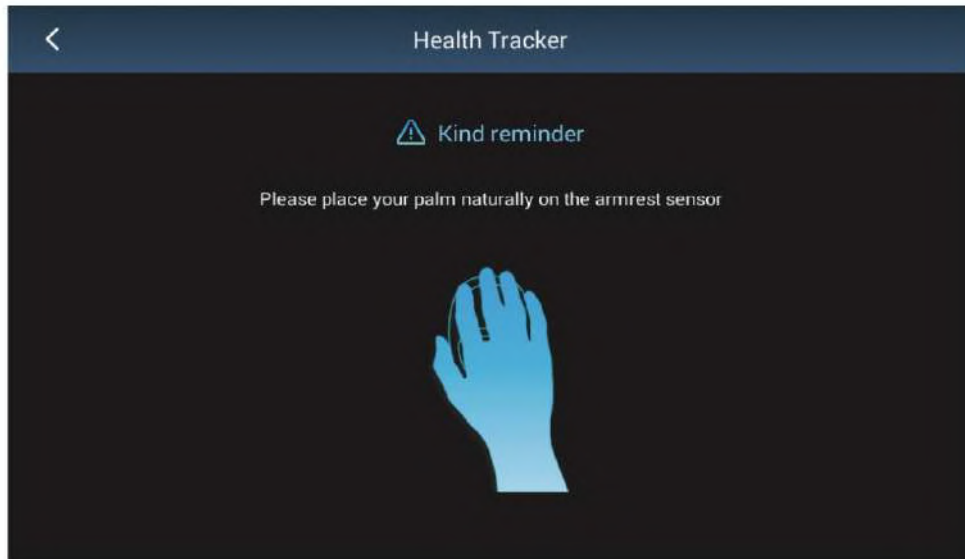 Health Tracker
Kind reminder
Please place your palm naturally on the armrest sensor